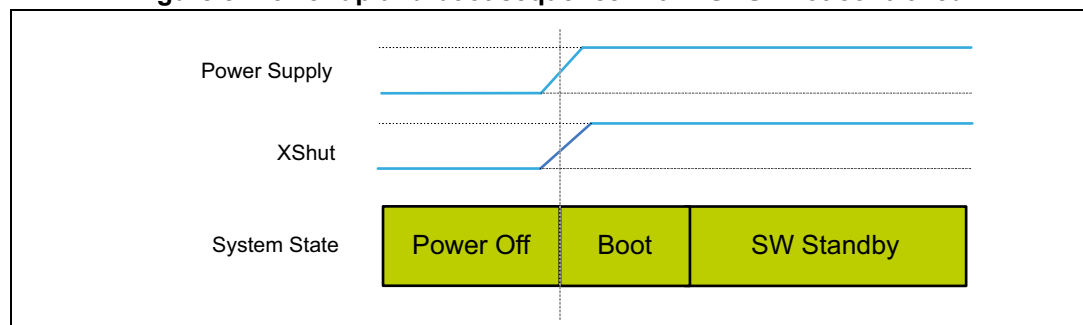 Power Supply
XShut
System State
Power Off
Boot
SW Standby